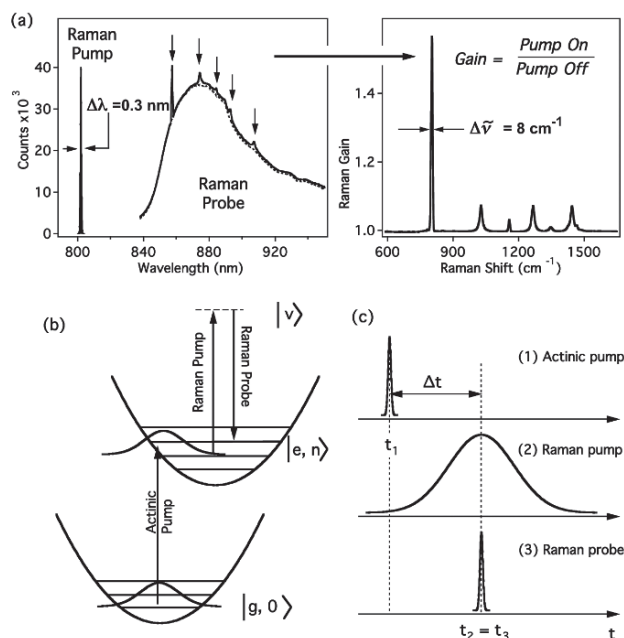 (a)
Raman
Pump
Δλ=0.3 nm
Raman
Probe
Counts x10³
40
30
20
10
0
800
840
880
920
Wavelength (nm)
Gain = Pump On
Pump Off
Δν̃ = 8 cm⁻¹
Raman Gain
1.4
1.2
1.0
600
900
1200
1500
Raman Shift (cm⁻¹)
(b)
|v⟩
Raman Pump
Raman Probe
|e, n⟩
Actinic
Pump
|g, 0⟩
(c)
(1) Actinic pump
Δt
t₁
(2) Raman pump
(3) Raman probe
t₂ = t₃
t